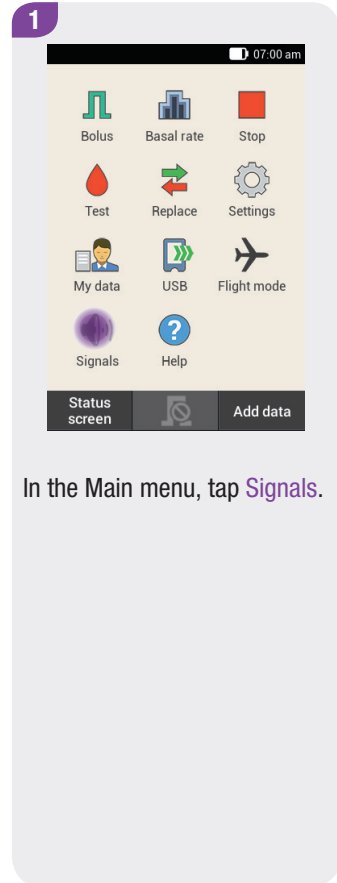 1
07:00 am
Bolus Basal rate Stop
Test Replace Settings
My data USB Flight mode
Signals Help
?
Status screen Add data
In the Main menu, tap Signals.